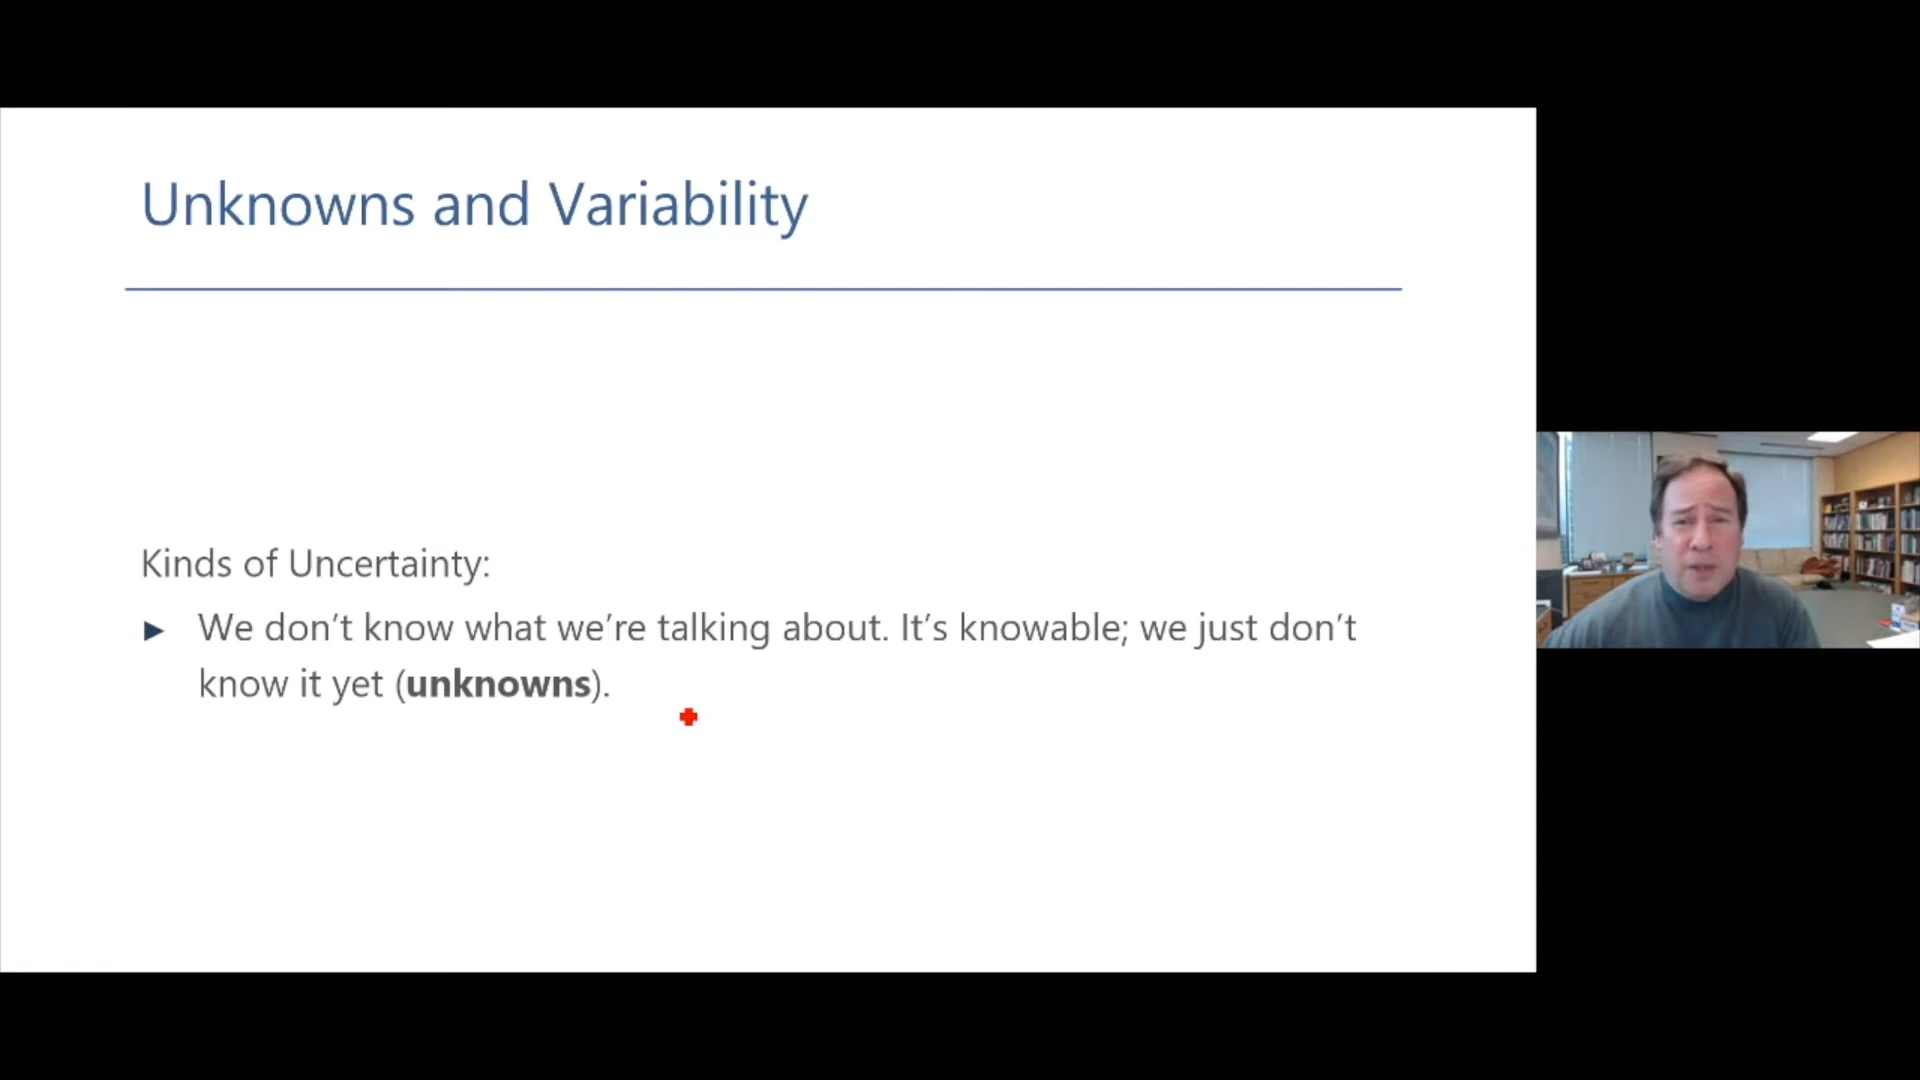 Unknowns and Variability
Kinds of Uncertainty:
► We don’t know what we’re talking about. It’s knowable; we just don’t
know it yet (unknowns).